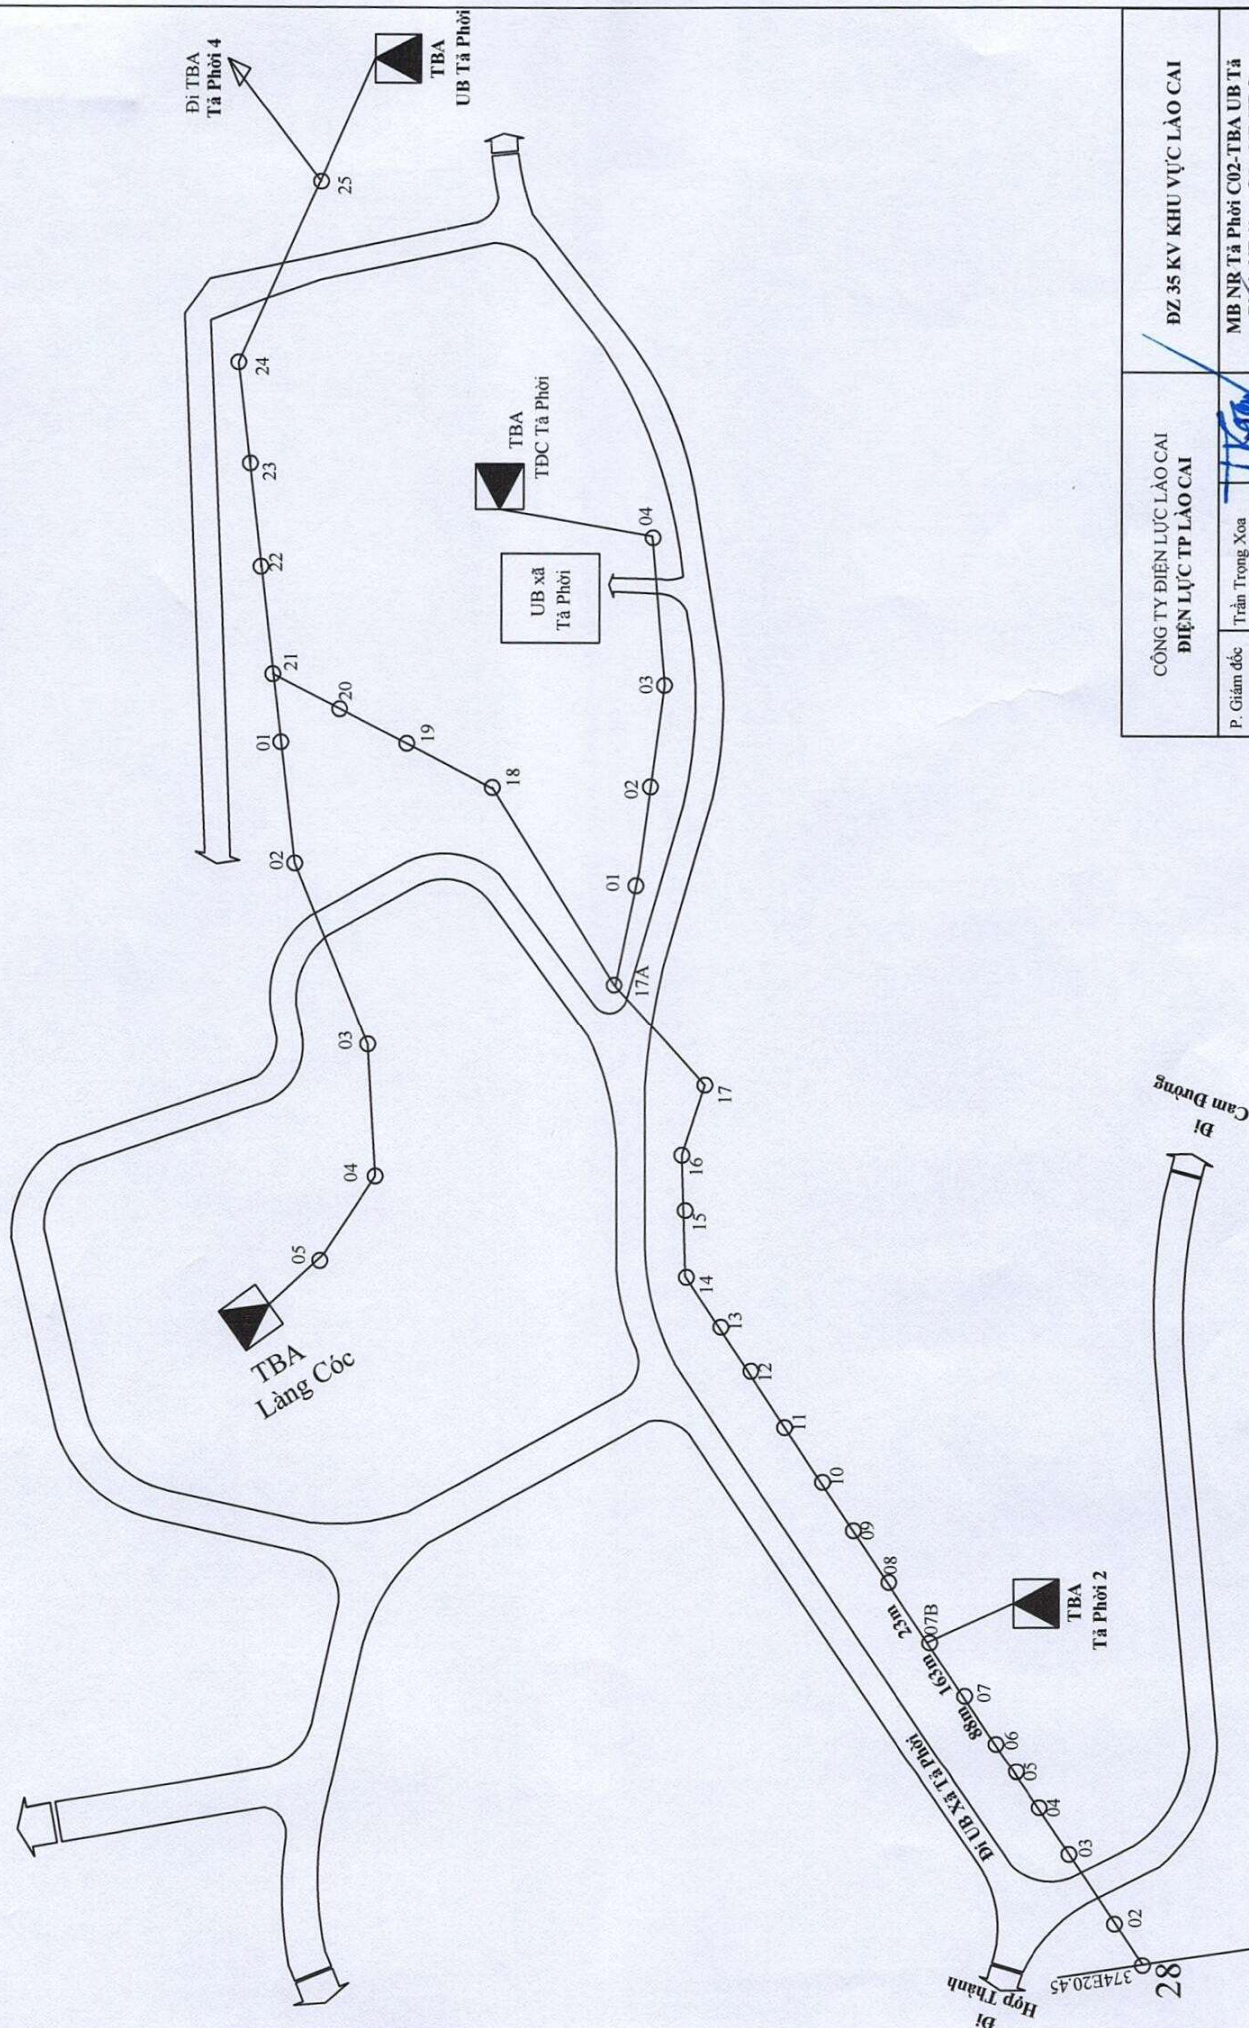 Đi TBA
Tả Phời 4
TBA
UB Tả Phời
25
24
23
22
21
20
19
18
01
02
03
04
05
TBA
Làng Cóc
TBA
TĐC Tả Phời
UB xã
Tả Phời
04
03
02
01
17A
17
16
15
14
13
12
11
10
09
08
23m
07B
163m
07
88m
06
05
04
03
02
28
374E20.45
TBA
Tả Phời 2
Đi UB Xã Tả Phời
Đi
Hợp Thành
Đi
Cam Đường
CÔNG TY ĐIỆN LỰC LÀO CAI
ĐIỆN LỰC TP LÀO CAI
ĐZ 35 KV KHU VỰC LÀO CAI
P. Giám đốc
Trần Trọng Xoa
MB NR Tả Phời C02-TBA UB Tả